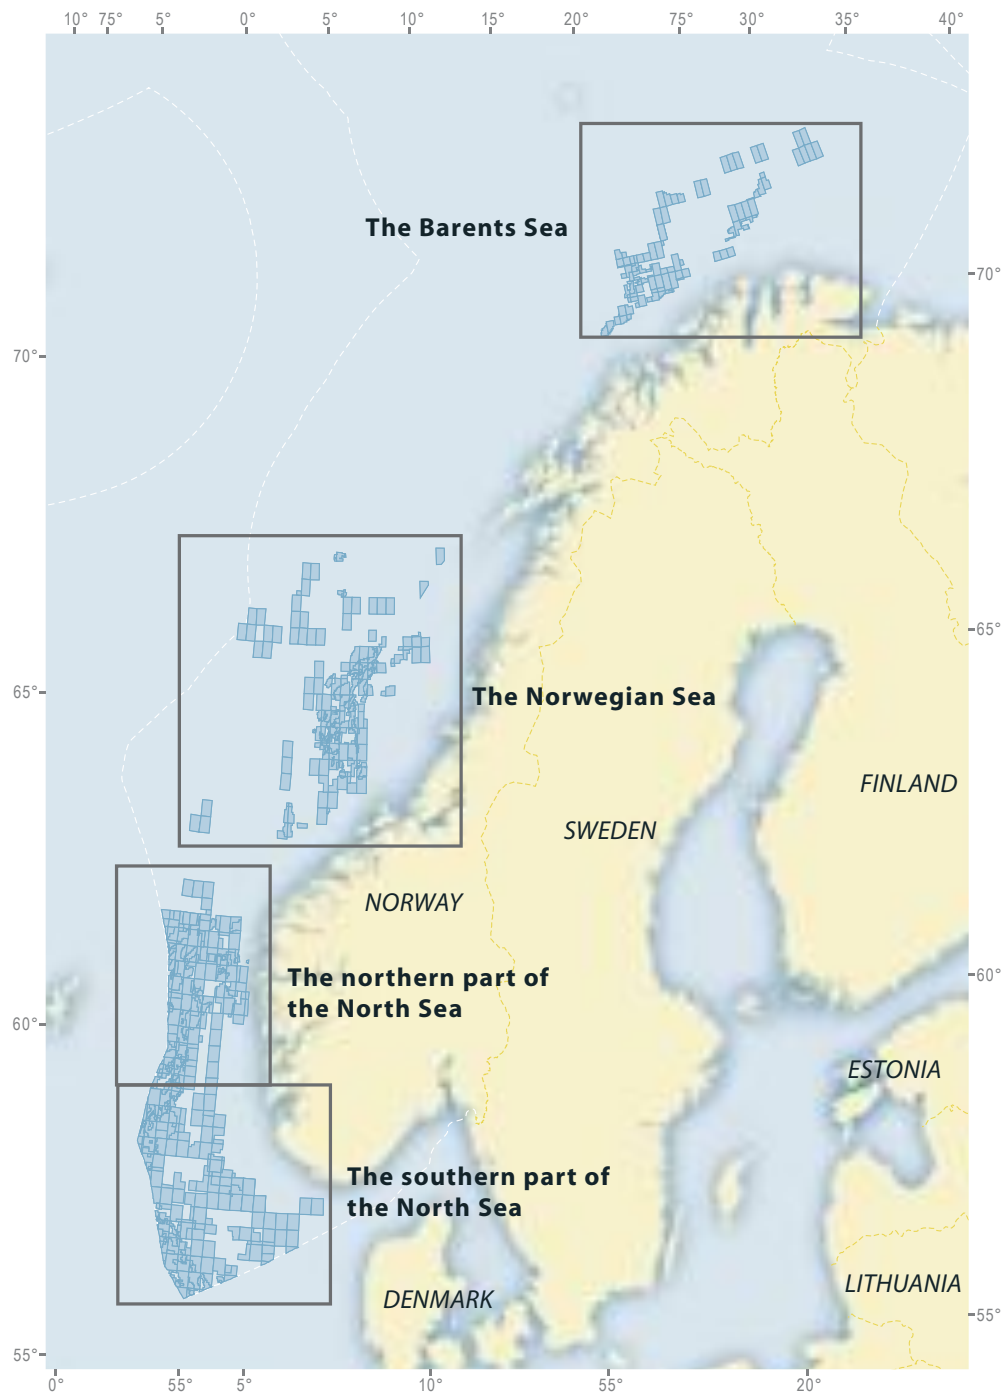 10° 75° 5° 0° 5° 10° 15° 20° 75° 30° 35° 40°
The Barents Sea
70°
70°
65°
65°
The Norwegian Sea
FINLAND
SWEDEN
NORWAY
The northern part of
the North Sea
60°
60°
ESTONIA
The southern part of
the North Sea
LITHUANIA
DENMARK
55°
55°
0° 55° 5° 10° 55° 20°